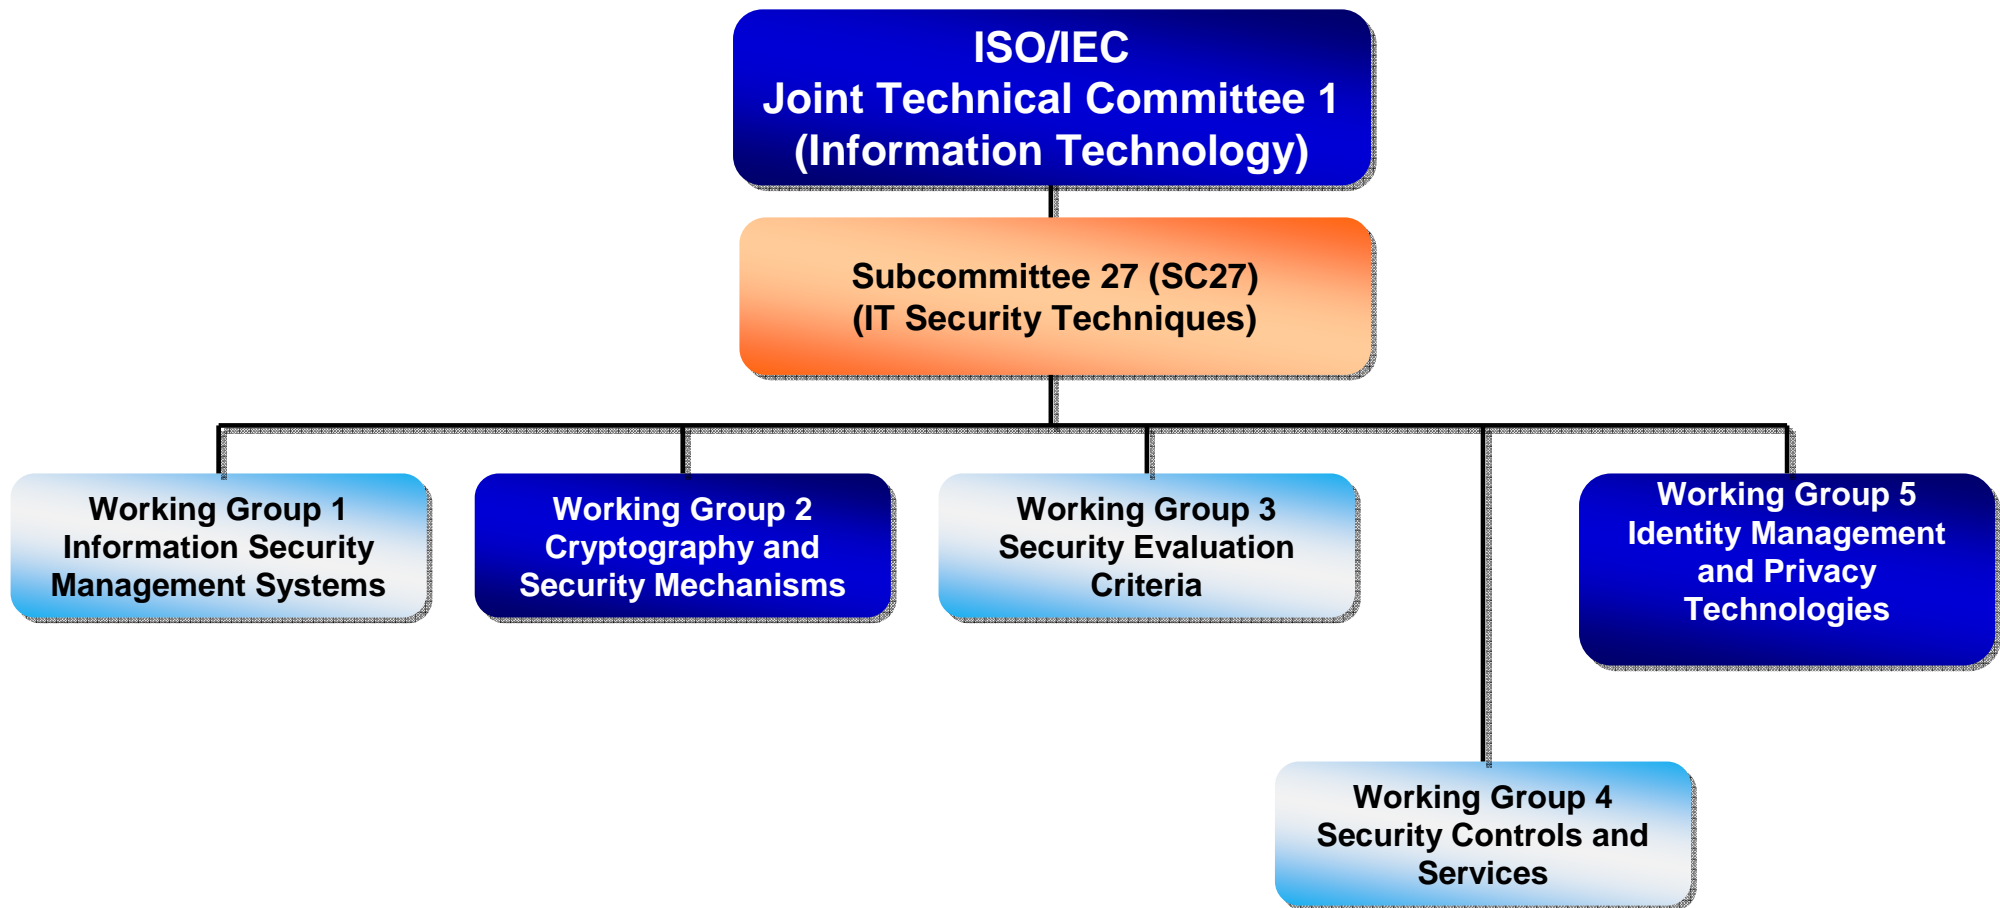 ISO/IEC
Joint Technical Committee 1
(Information Technology)
Subcommittee 27 (SC27)
(IT Security Techniques)
Working Group 1
Information Security
Management Systems
Working Group 2
Cryptography and
Security Mechanisms
Working Group 3
Security Evaluation
Criteria
Working Group 5
Identity Management
and Privacy
Technologies
Working Group 4
Security Controls and
Services